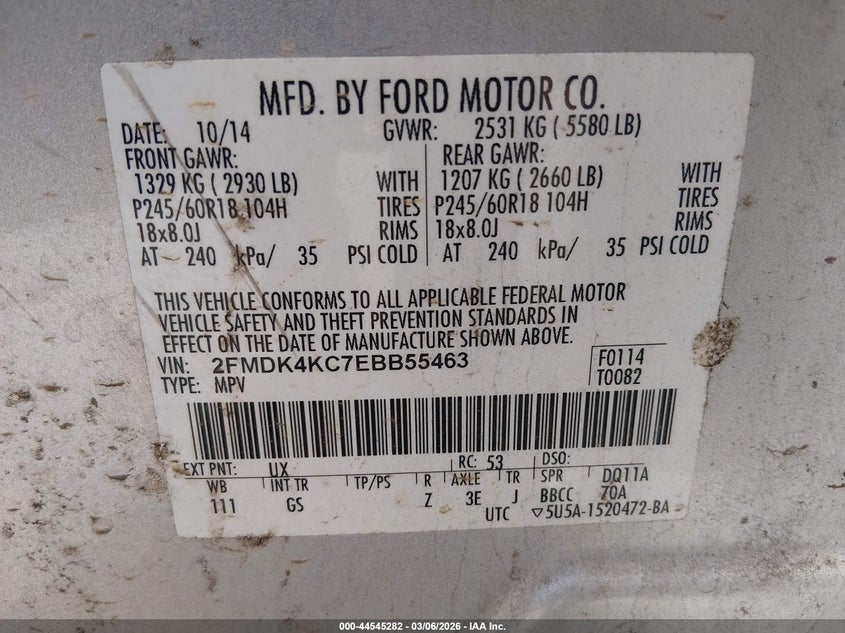 MFD. BY FORD MOTOR CO.
DATE: 10/14 GVWR: 2531 KG ( 5580 LB)
FRONT GAWR: REAR GAWR:
1329 KG ( 2930 LB) WITH 1207 KG ( 2660 LB) WITH
P245/60R18 104H TIRES P245/60R18 104H TIRES
18x8.0J RIMS 18x8.0J RIMS
AT 240 kPa/ 35 PSI COLD AT 240 kPa/ 35 PSI COLD
THIS VEHICLE CONFORMS TO ALL APPLICABLE FEDERAL MOTOR
VEHICLE SAFETY AND THEFT PREVENTION STANDARDS IN
EFFECT ON THE DATE OF MANUFACTURE SHOWN ABOVE.
VIN: 2FMDK4KC7EBB55463 F0114
TYPE: MPV T0082
EXT PNT: UX RC: 53 DSO:
WB INT TR TP/PS R AXLE TR SPR DQ11A
111 GS Z 3E J BBCC 70A
UTC ▽5U5A-1520472-BA
000-44545282 - 03/06/2026 - IAA Inc.